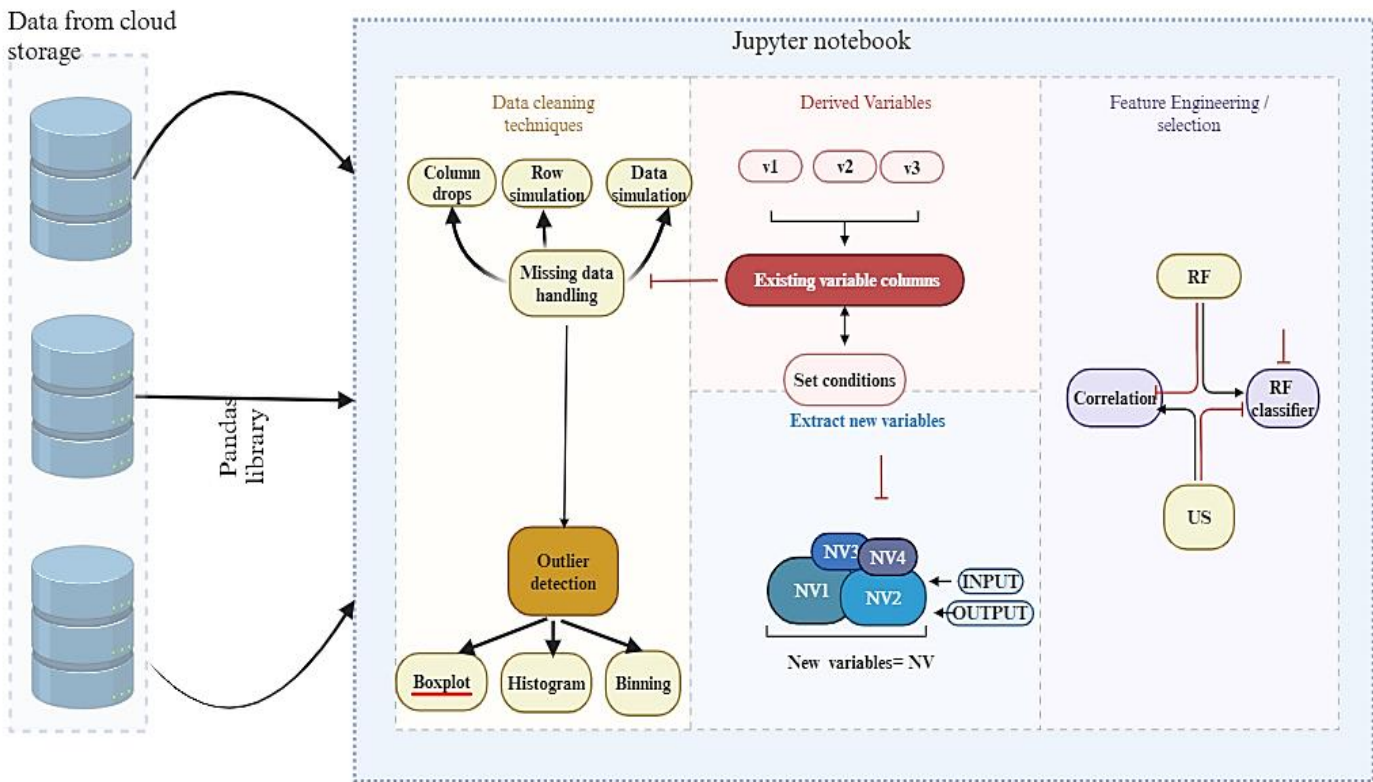 Data from cloud
storage
Pandas
library
Jupyter notebook
Data cleaning
techniques
Column
drops
Row
simulation
Data
simulation
Missing data
handling
Outlier
detection
Boxplot
Histogram
Binning
Derived Variables
v1
v2
v3
Existing variable columns
Set conditions
Extract new variables
NV3
NV4
NV1
NV2
INPUT
OUTPUT
New variables= NV
Feature Engineering /
selection
RF
Correlation
RF
classifier
US